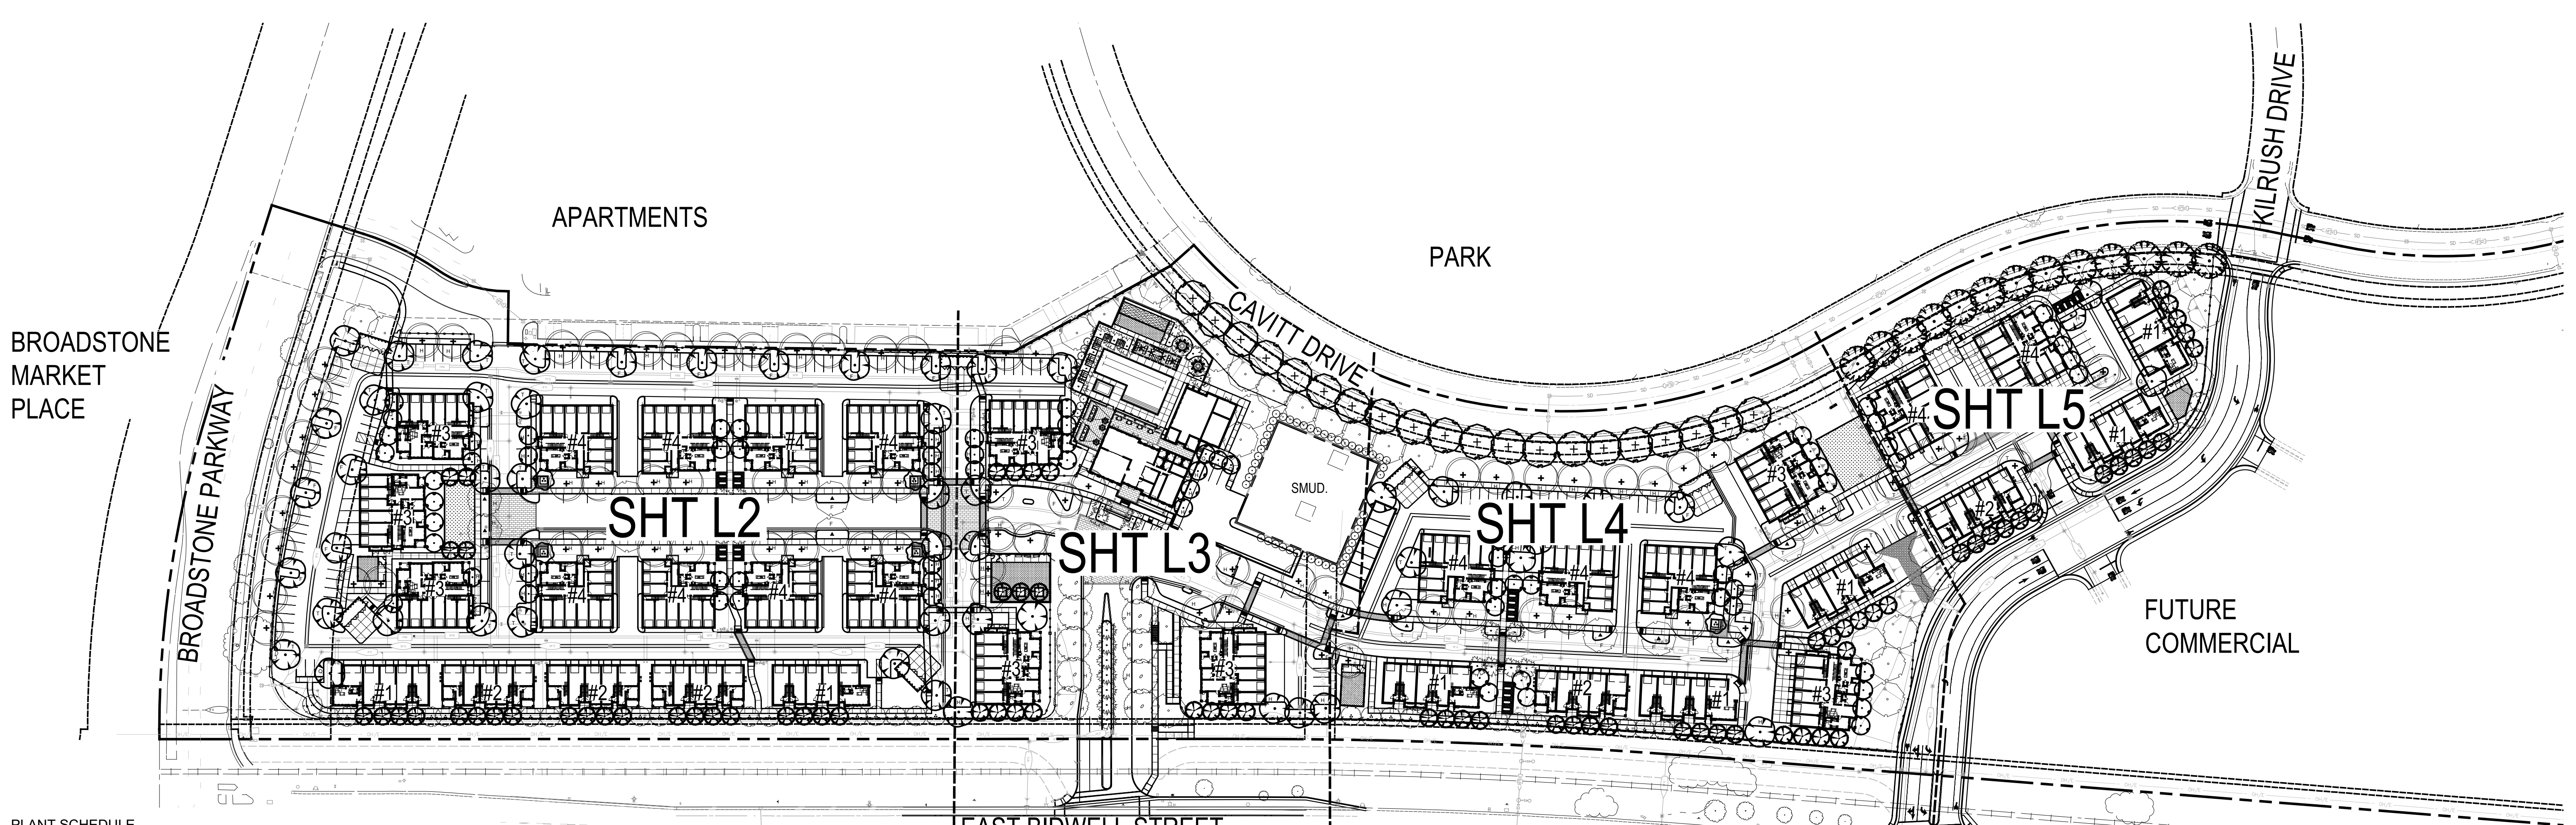 KILRUSH DRIVE
APARTMENTS
PARK
CAVITT DRIVE
BROADSTONE
MARKET
PLACE
BROADSTONE PARKWAY
#1
#4
#4
SHT L5
#1
#3
#4
#4
#4
#4
#3
#3
#3
SMUD.
#2
SHT L2
SHT L3
SHT L4
#3
#4
#4
#4
#4
#4
#4
#4
#1
FUTURE
COMMERCIAL
#1
#2
#2
#2
#1
#3
#3
#1
#2
#1
#3
PLANT SCHEDULE
EAST BIDWELL STREET